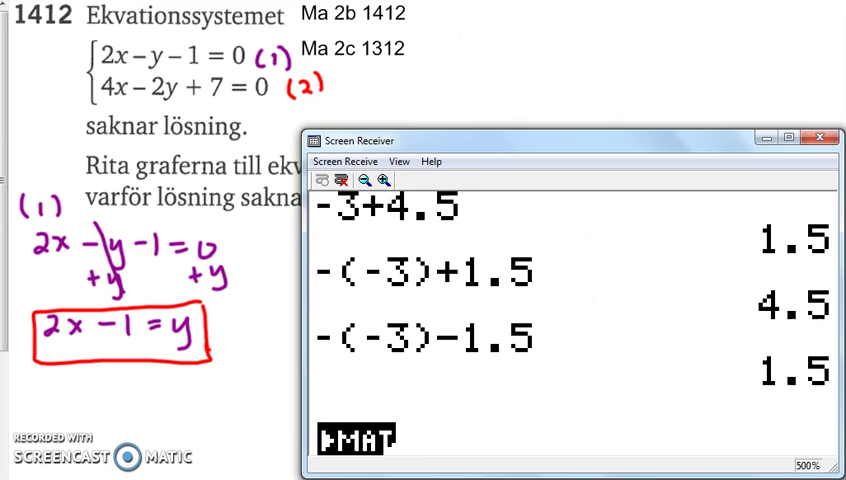 1412 Ekvationssystemet
Ma 2b 1412
2x − y − 1 = 0 (1)
Ma 2c 1312
4x − 2y + 7 = 0 (2)
saknar lösning.
Rita graferna till ekv
varför lösning sakna
(1)
2x − y − 1 = 0
+y +y
2x − 1 = y
RECORDED WITH
SCREENCAST MATIC
Screen Receiver
Screen Receive View Help
-3+4.5
1.5
-(-3)+1.5
4.5
-(-3)-1.5
1.5
▶MAT
500%